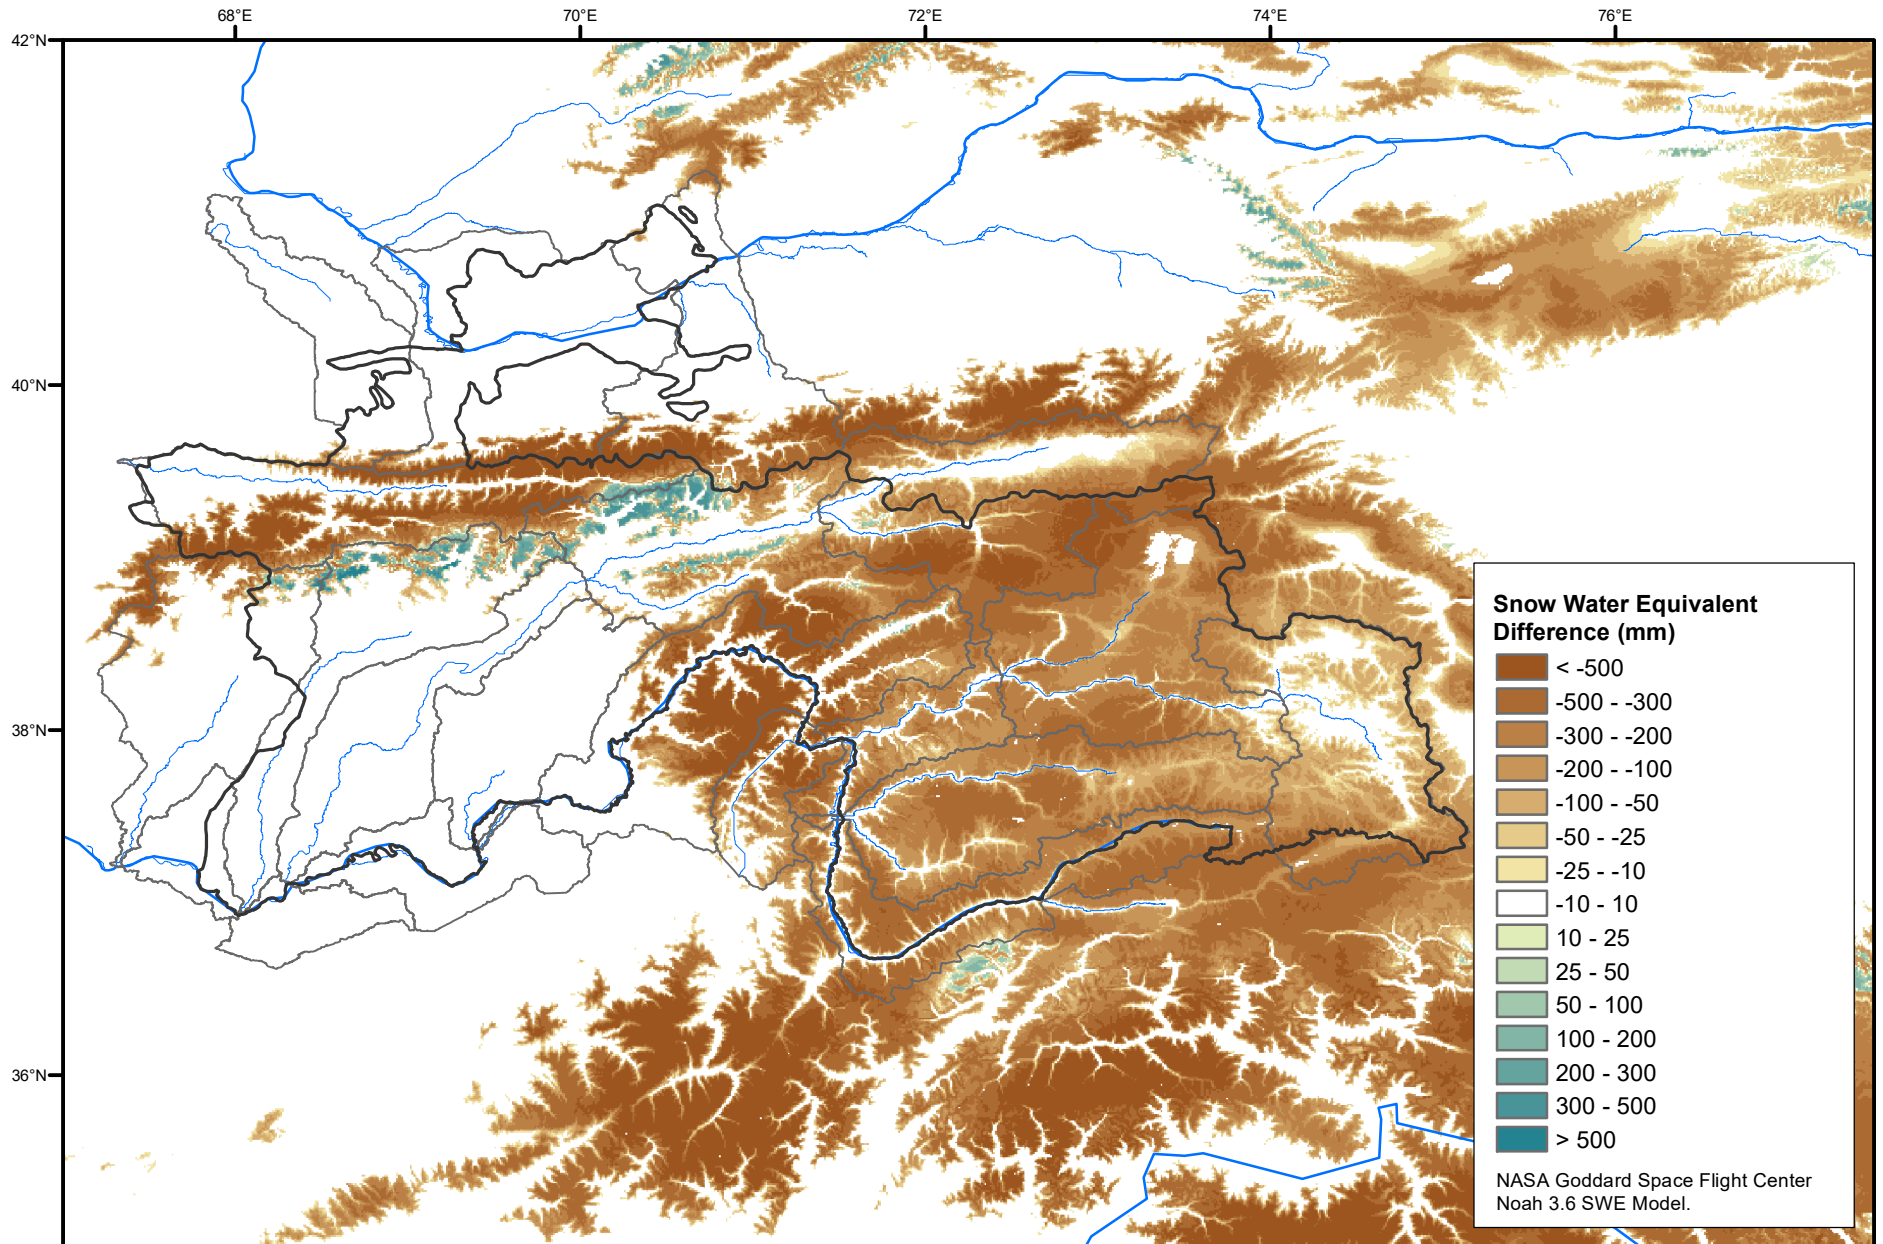 68°E
70°E
72°E
74°E
76°E
42°N
40°N
38°N
36°N
Snow Water Equivalent
Difference (mm)
< -500
-500 - -300
-300 - -200
-200 - -100
-100 - -50
-50 - -25
-25 - -10
-10 - 10
10 - 25
25 - 50
50 - 100
100 - 200
200 - 300
300 - 500
> 500
NASA Goddard Space Flight Center
Noah 3.6 SWE Model.